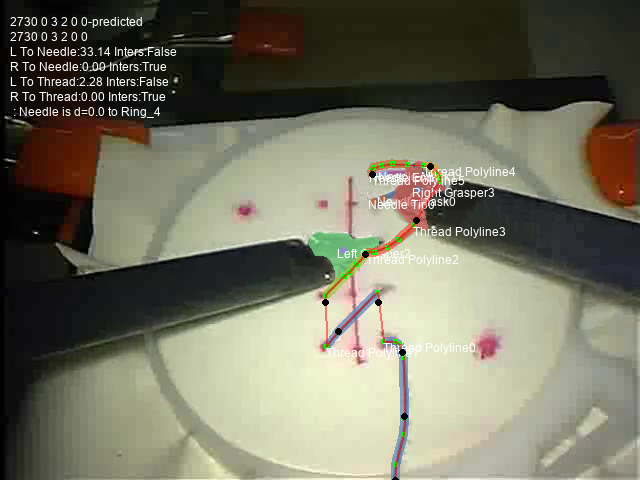 2730 0 3 2 0 0-predicted
2730 0 3 2 0 0
L To Needle:33.14 Inters:False
R To Needle:0.00 Inters:True
L To Thread:2.28 Inters:False
R To Thread:0.00 Inters:True
: Needle is d=0.0 to Ring_4
Thread Polyline4
Thread Polyline5
Right Grasper3
Needle Tip0
Thread Polyline3
Left Grasper2
Thread Polyline2
Thread Polyline0